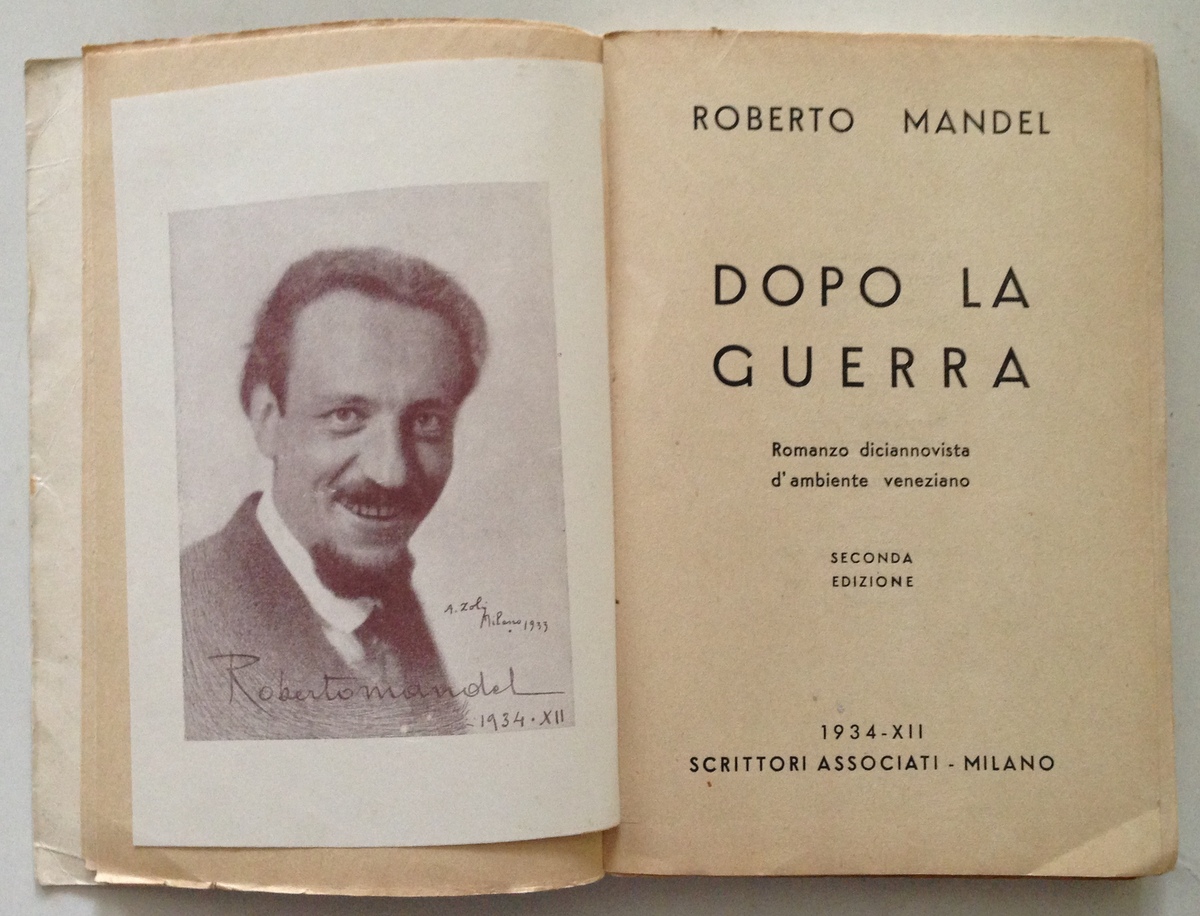 A. Zoli
Milano 1933
Roberto mandel
1934 · XII
ROBERTO MANDEL
DOPO LA
GUERRA
Romanzo diciannovista
d'ambiente veneziano
SECONDA
EDIZIONE
1934-XII
SCRITTORI ASSOCIATI - MILANO